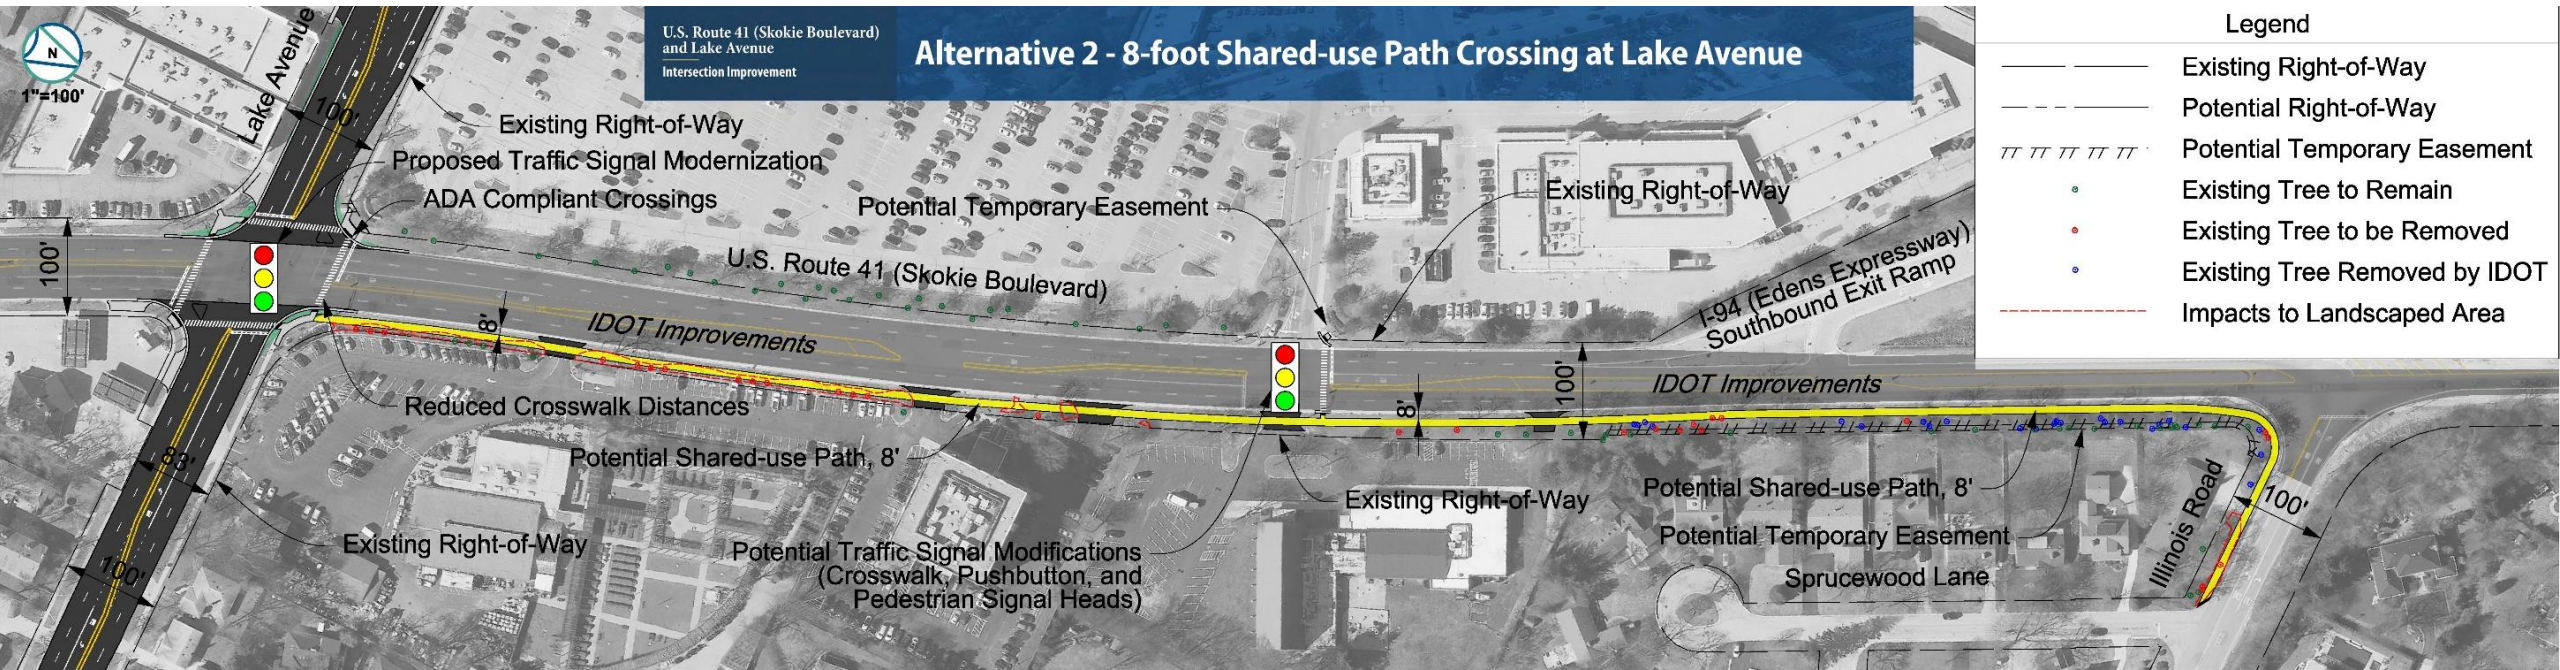 N
1"=100'
U.S. Route 41 (Skokie Boulevard)
and Lake Avenue
Intersection Improvement
Alternative 2 - 8-foot Shared-use Path Crossing at Lake Avenue
Legend
Existing Right-of-Way
Potential Right-of-Way
Potential Temporary Easement
Existing Tree to Remain
Existing Tree to be Removed
Existing Tree Removed by IDOT
Impacts to Landscaped Area
Lake Avenue
100'
Existing Right-of-Way
Proposed Traffic Signal Modernization
ADA Compliant Crossings
Potential Temporary Easement
Existing Right-of-Way
100'
U.S. Route 41 (Skokie Boulevard)
I-94 (Edens Expressway)
Southbound Exit Ramp
8'
IDOT Improvements
100'
IDOT Improvements
8'
Reduced Crosswalk Distances
Potential Shared-use Path, 8'
83'
Existing Right-of-Way
100'
Potential Traffic Signal Modifications
(Crosswalk, Pushbutton, and
Pedestrian Signal Heads)
Existing Right-of-Way
Potential Shared-use Path, 8'
Potential Temporary Easement
Sprucewood Lane
Illinois Road
100'